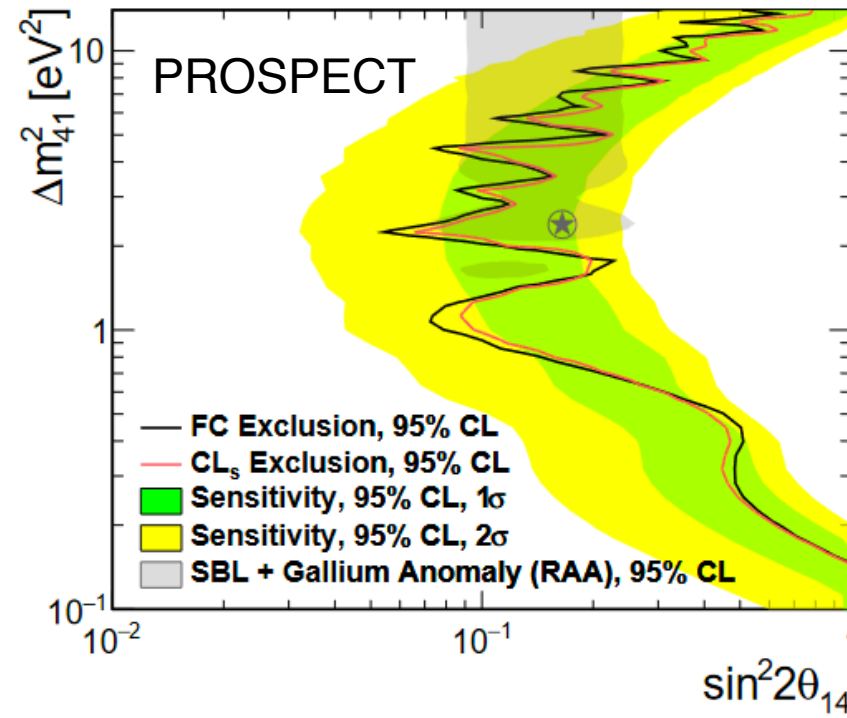 10
PROSPECT
Δm²₄₁ [eV²]
1
FC Exclusion, 95% CL
CLₛ Exclusion, 95% CL
Sensitivity, 95% CL, 1σ
Sensitivity, 95% CL, 2σ
SBL + Gallium Anomaly (RAA), 95% CL
10⁻¹
10⁻² 10⁻¹
sin²2θ₁₄